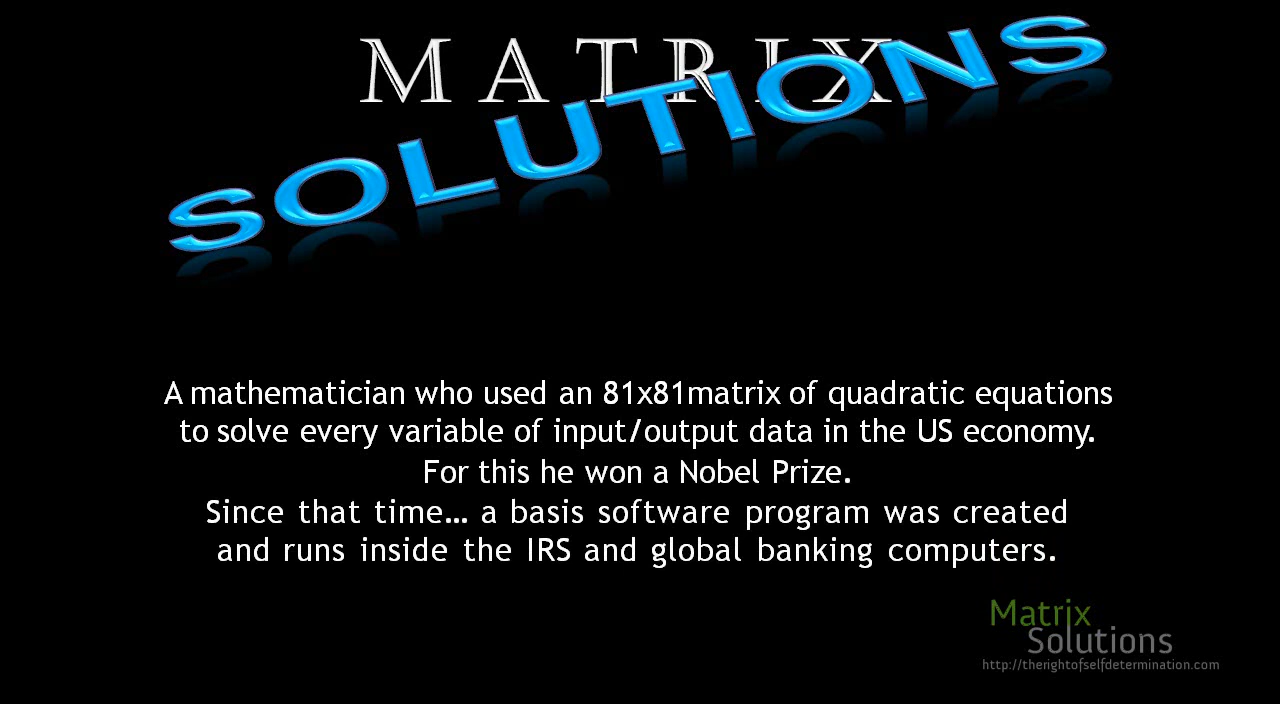 MATRIX
SOLUTIONS
A mathematician who used an 81x81matrix of quadratic equations
to solve every variable of input/output data in the US economy.
For this he won a Nobel Prize.
Since that time... a basis software program was created
and runs inside the IRS and global banking computers.
Matrix
Solutions
http://therightofselfdetermination.com